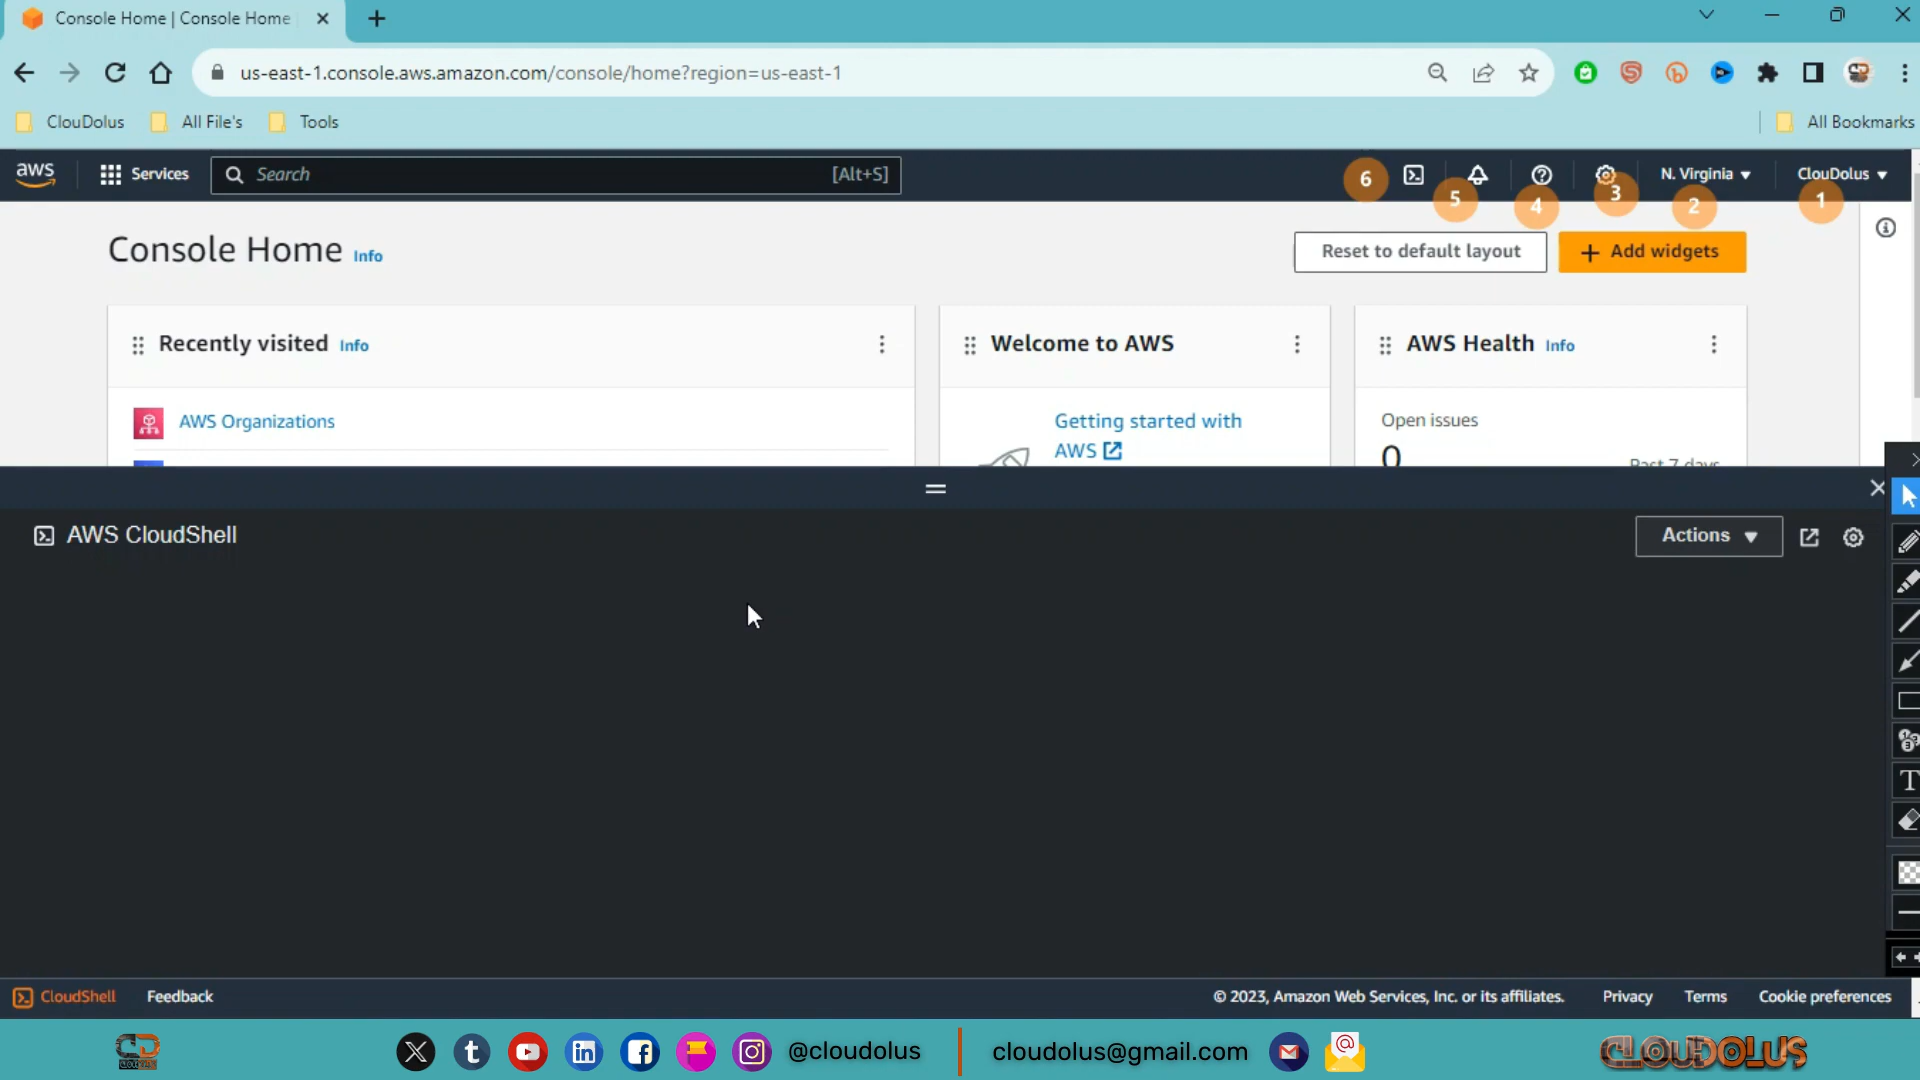 Console Home | Console Home
us-east-1.console.aws.amazon.com/console/home?region=us-east-1
ClouDolus All File's Tools All Bookmarks
aws Services Search [Alt+S] 6 5 4 3 N. Virginia 2 ClouDolus 1
Console Home Info Reset to default layout + Add widgets
Recently visited Info Welcome to AWS AWS Health Info
AWS Organizations Getting started with Open issues
AWS 0 Past 7 days
AWS CloudShell Actions
T
CloudShell Feedback © 2023, Amazon Web Services, Inc. or its affiliates. Privacy Terms Cookie preferences
@cloudolus cloudolus@gmail.com CLOUDOLUS